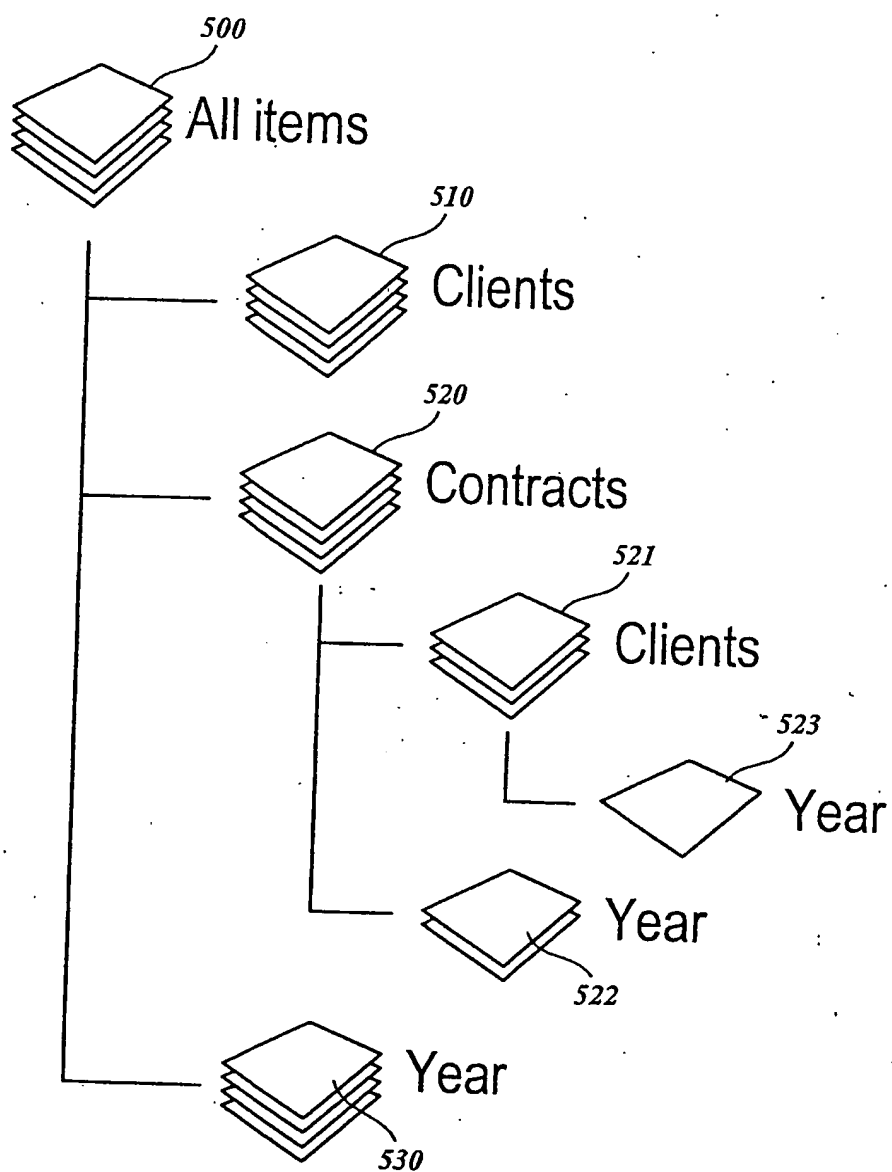 500
All items
510
Clients
520
Contracts
521
Clients
523
Year
Year
522
Year
530